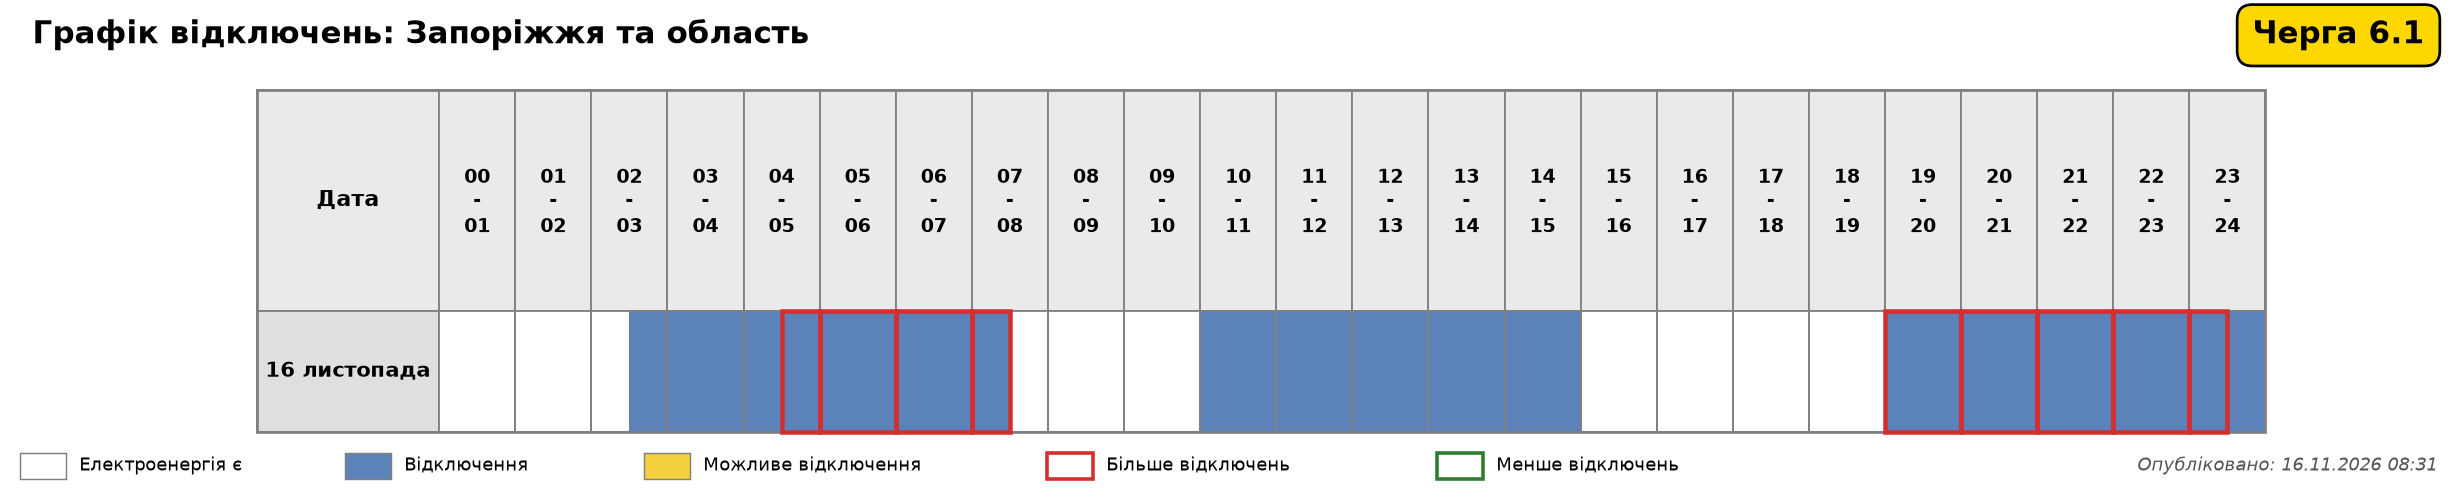 Графік відключень: Запоріжжя та область
Черга 6.1
Дата
00 - 01
01 - 02
02 - 03
03 - 04
04 - 05
05 - 06
06 - 07
07 - 08
08 - 09
09 - 10
10 - 11
11 - 12
12 - 13
13 - 14
14 - 15
15 - 16
16 - 17
17 - 18
18 - 19
19 - 20
20 - 21
21 - 22
22 - 23
23 - 24
16 листопада
Електроенергія є
Відключення
Можливе відключення
Більше відключень
Менше відключень
Опубліковано: 16.11.2026 08:31